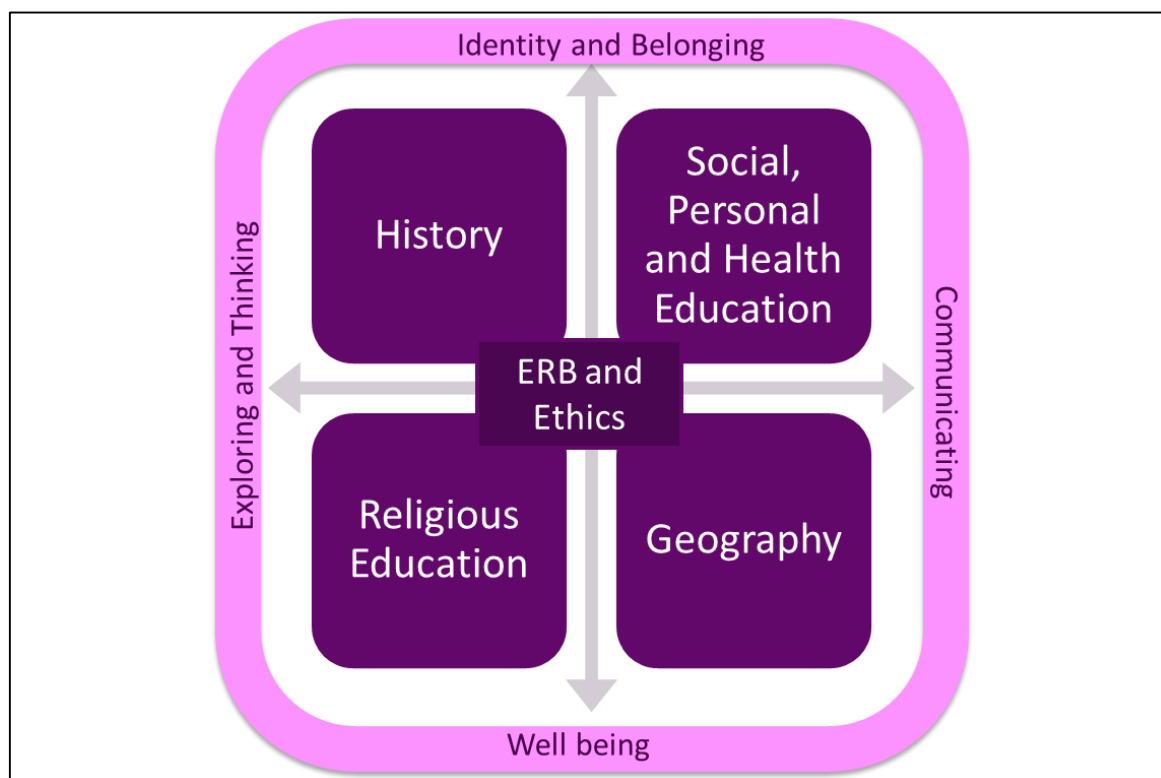 Identity and Belonging
History
Social,
Personal
and Health
Education
Exploring and Thinking
Communicating
ERB and
Ethics
Religious
Education
Geography
Well being